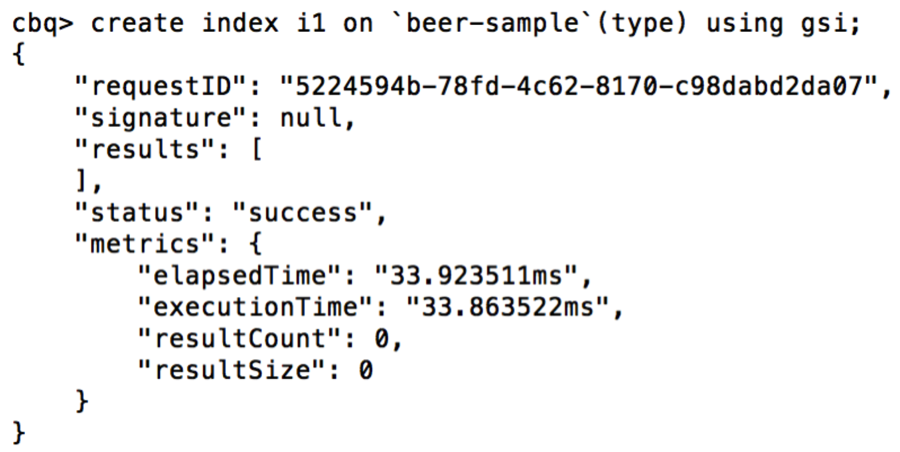 cbq> create index i1 on `beer-sample`(type) using gsi;
{
    "requestID": "5224594b-78fd-4c62-8170-c98dabd2da07",
    "signature": null,
    "results": [
    ],
    "status": "success",
    "metrics": {
        "elapsedTime": "33.923511ms",
        "executionTime": "33.863522ms",
        "resultCount": 0,
        "resultSize": 0
    }
}